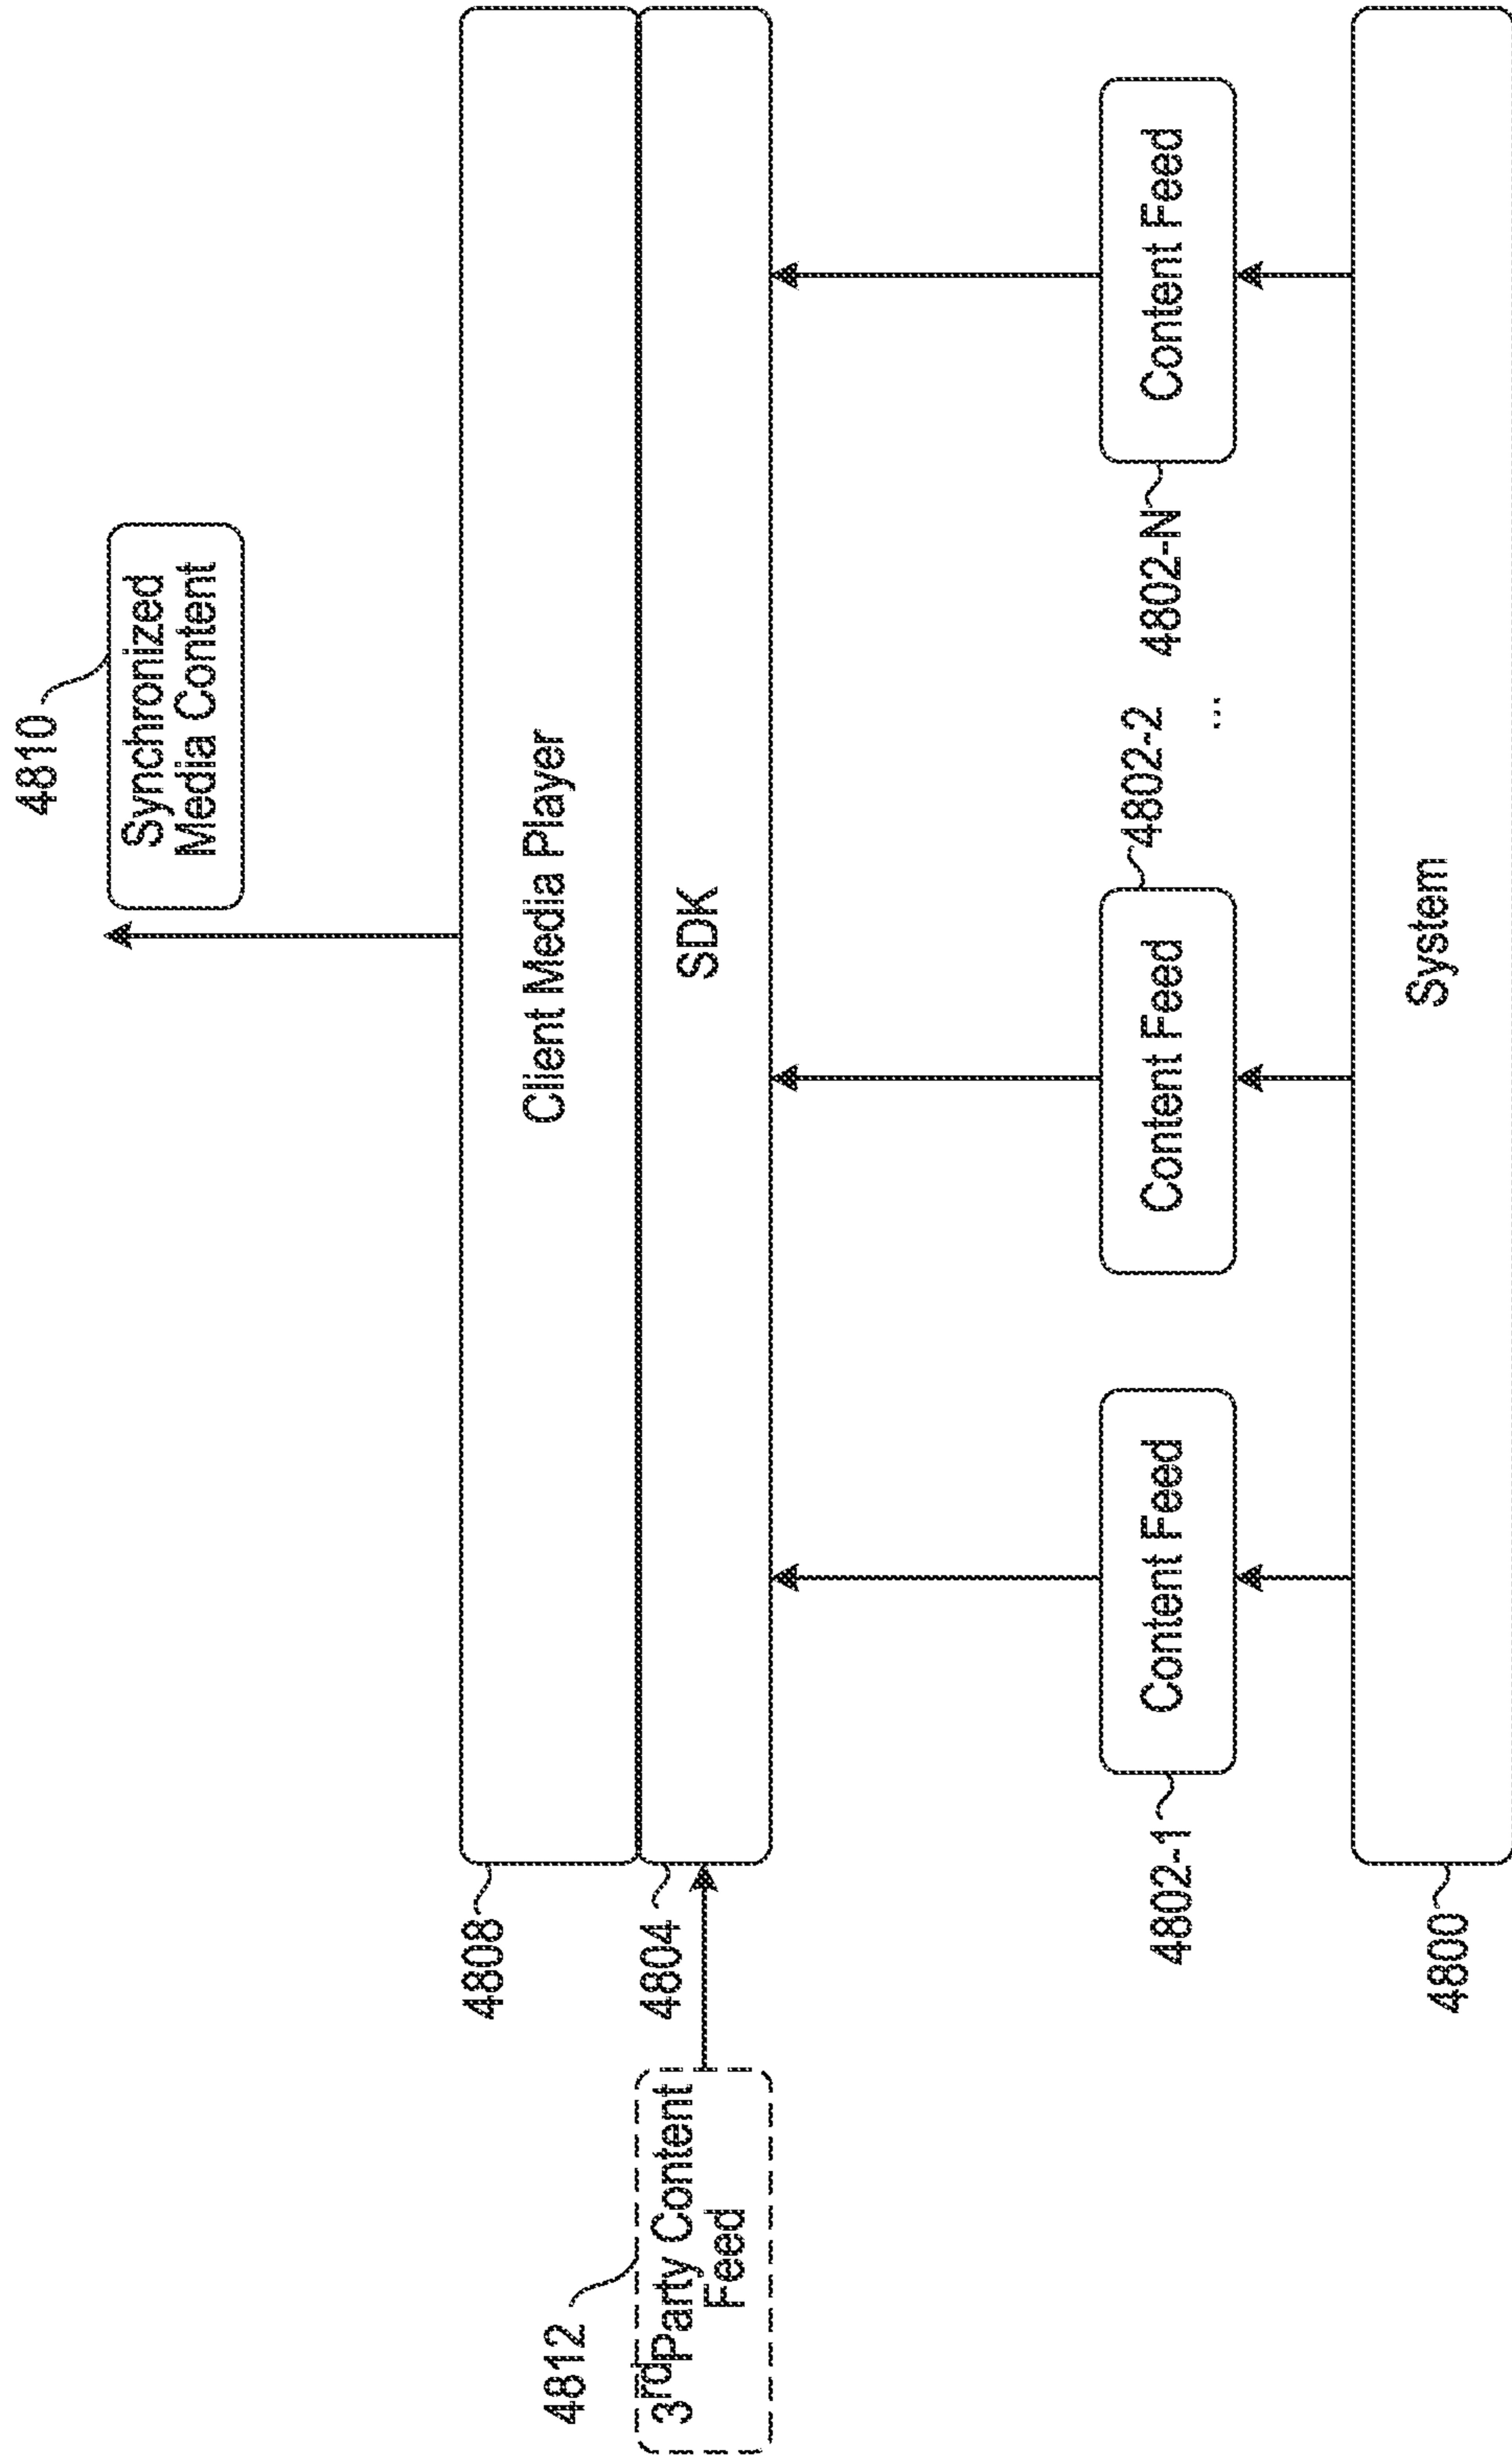 4810
Synchronized
Media Content
4808
Client Media Player
4812
3rd Party Content
Feed
4804
SDK
4802-1
Content Feed
Content Feed
4802-2
...
4802-N
Content Feed
4800
System